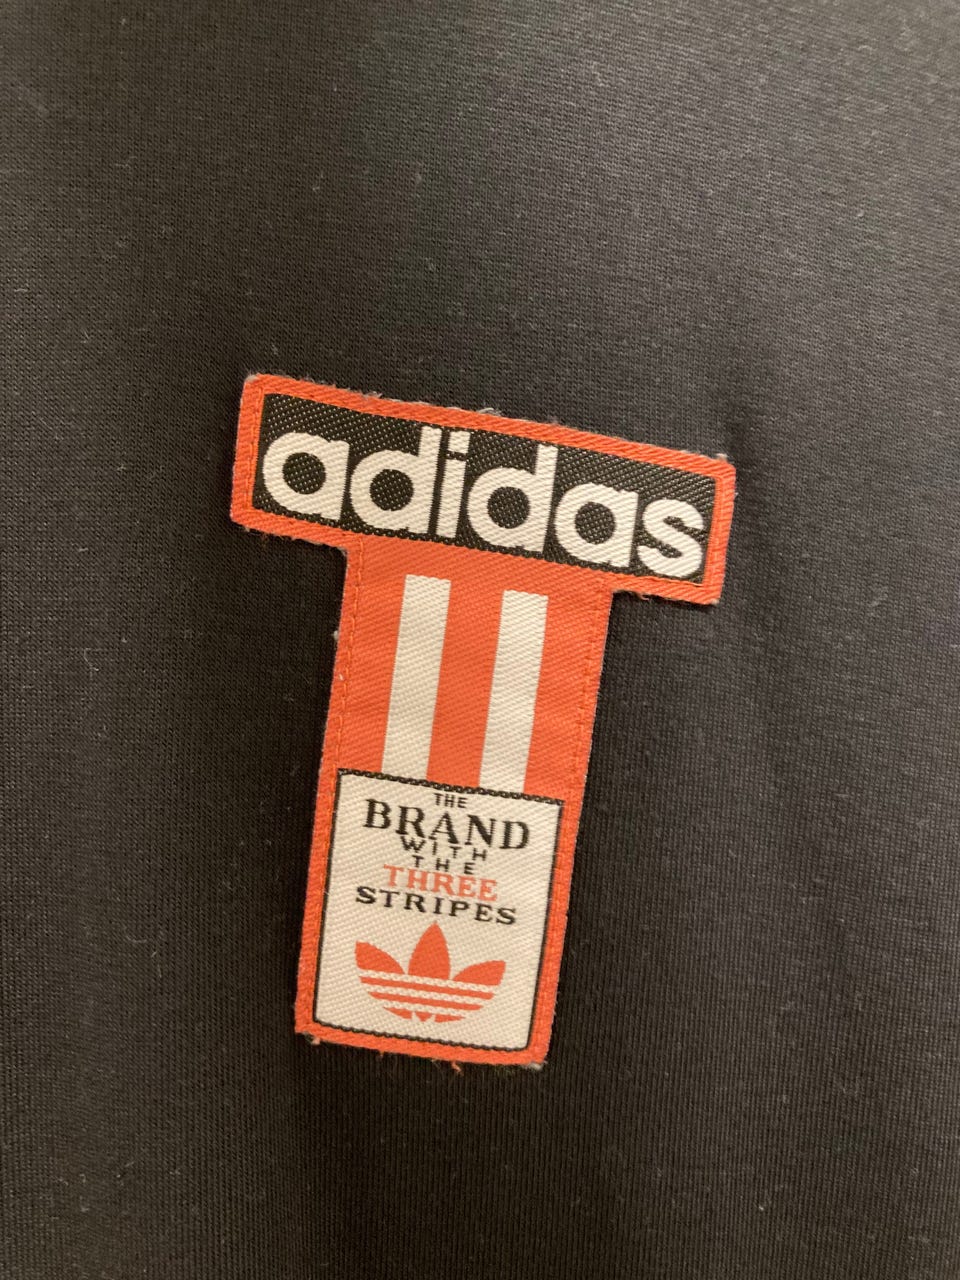 adidas
THE
BRAND
WITH
THE
THREE
STRIPES